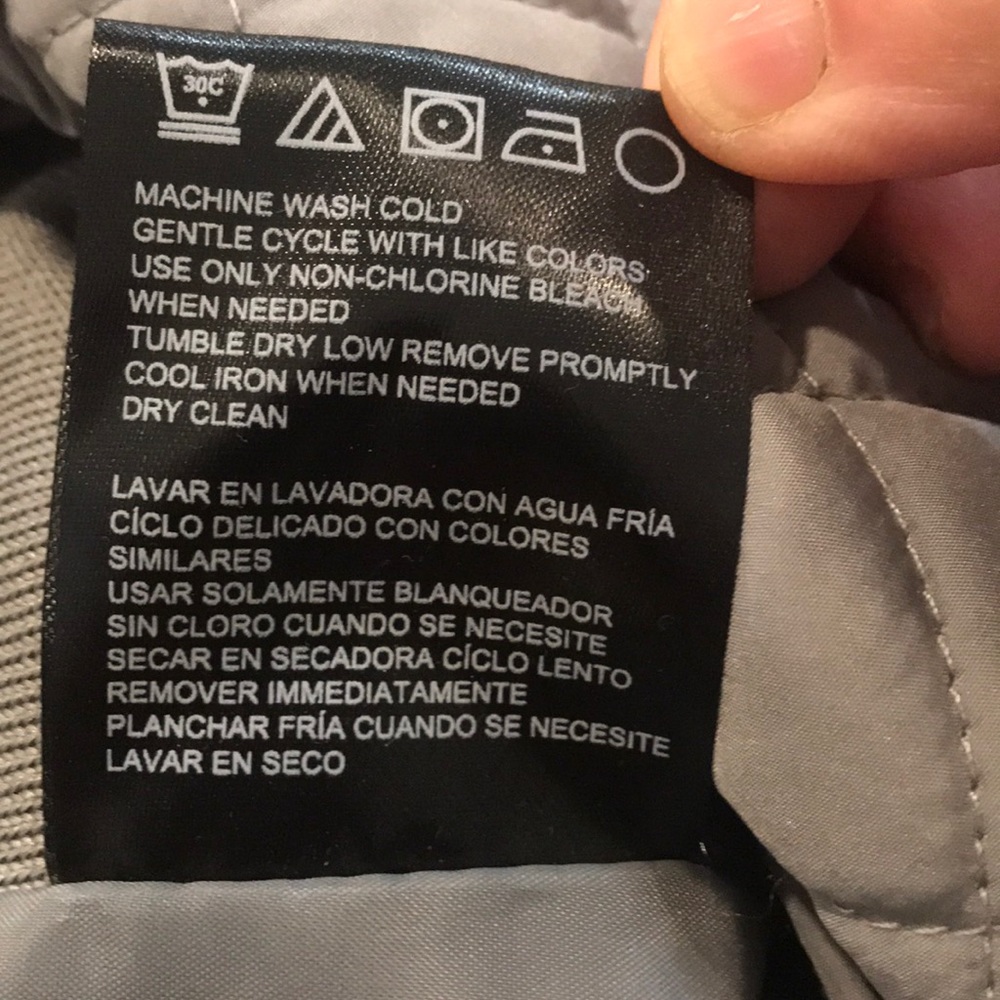 30C
MACHINE WASH COLD
GENTLE CYCLE WITH LIKE COLORS
USE ONLY NON-CHLORINE BLEACH
WHEN NEEDED
TUMBLE DRY LOW REMOVE PROMPTLY
COOL IRON WHEN NEEDED
DRY CLEAN
LAVAR EN LAVADORA CON AGUA FRÍA
CÍCLO DELICADO CON COLORES
SIMILARES
USAR SOLAMENTE BLANQUEADOR
SIN CLORO CUANDO SE NECESITE
SECAR EN SECADORA CÍCLO LENTO
REMOVER IMMEDIATAMENTE
PLANCHAR FRÍA CUANDO SE NECESITE
LAVAR EN SECO